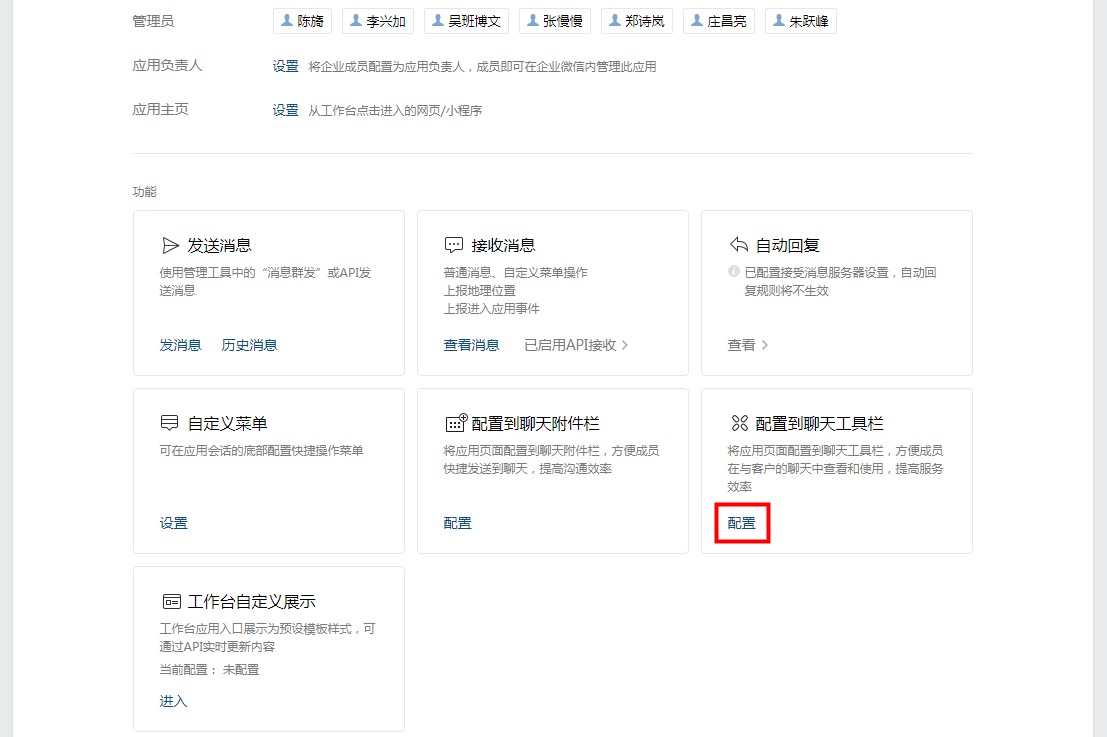 管理员 陈旖 李兴加 吴班博文 张慢慢 郑诗岚 庄昌亮 朱跃峰
应用负责人 设置 将企业成员配置为应用负责人，成员即可在企业微信内管理此应用
应用主页 设置 从工作台点击进入的网页/小程序
功能
发送消息
使用管理工具中的“消息群发”或API发
送消息
发消息 历史消息
接收消息
普通消息、自定义菜单操作
上报地理位置
上报进入应用事件
查看消息 已启用API接收 >
自动回复
已配置接受消息服务器设置，自动回
复规则将不生效
查看 >
自定义菜单
可在应用会话的底部配置快捷操作菜单
设置
配置到聊天附件栏
将应用页面配置到聊天附件栏，方便成员
快捷发送到聊天，提高沟通效率
配置
配置到聊天工具栏
将应用页面配置到聊天工具栏，方便成员
在与客户的聊天中查看和使用，提高服务
效率
配置
工作台自定义展示
工作台应用入口展示为预设模板样式，可
通过API实时更新内容
当前配置： 未配置
进入